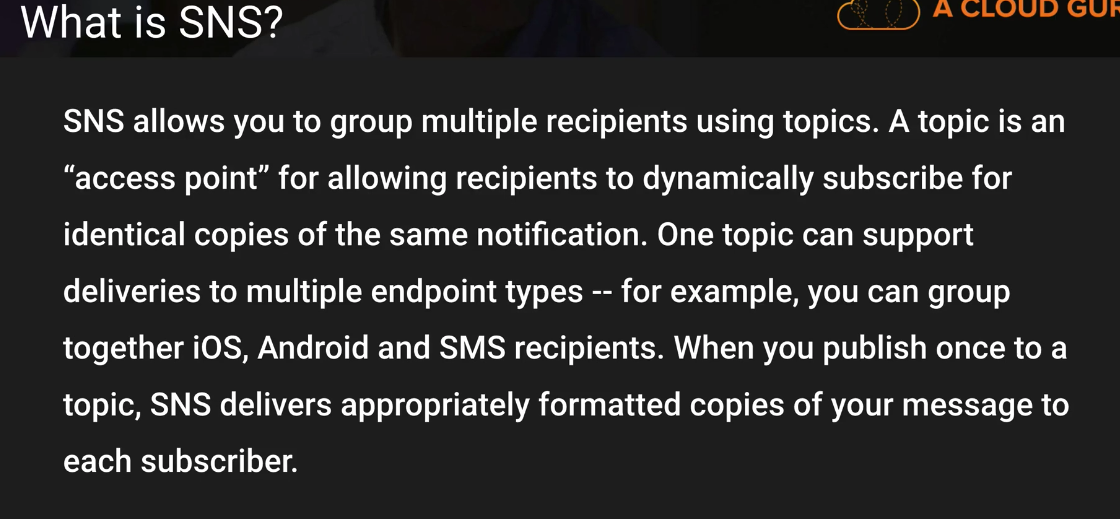 What is SNS?
A CLOUD GUR
SNS allows you to group multiple recipients using topics. A topic is an
“access point” for allowing recipients to dynamically subscribe for
identical copies of the same notification. One topic can support
deliveries to multiple endpoint types -- for example, you can group
together iOS, Android and SMS recipients. When you publish once to a
topic, SNS delivers appropriately formatted copies of your message to
each subscriber.